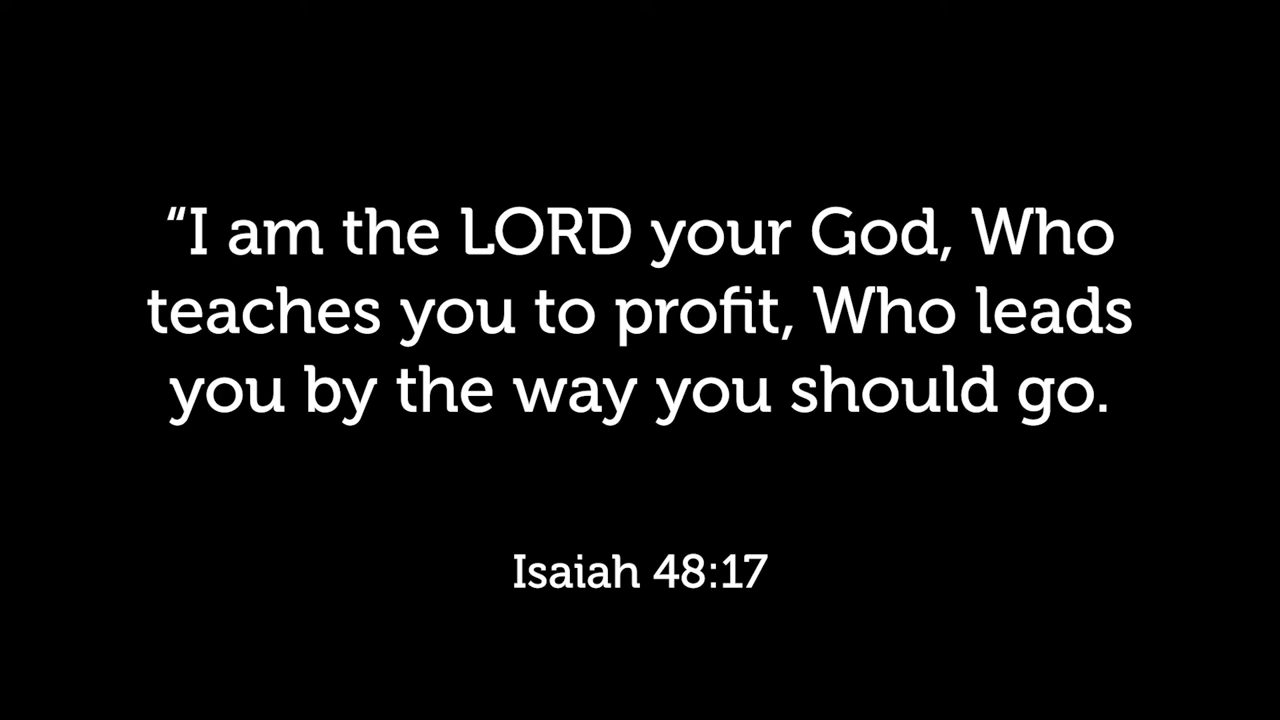 “I am the LORD your God, Who
teaches you to profit, Who leads
you by the way you should go.
Isaiah 48:17